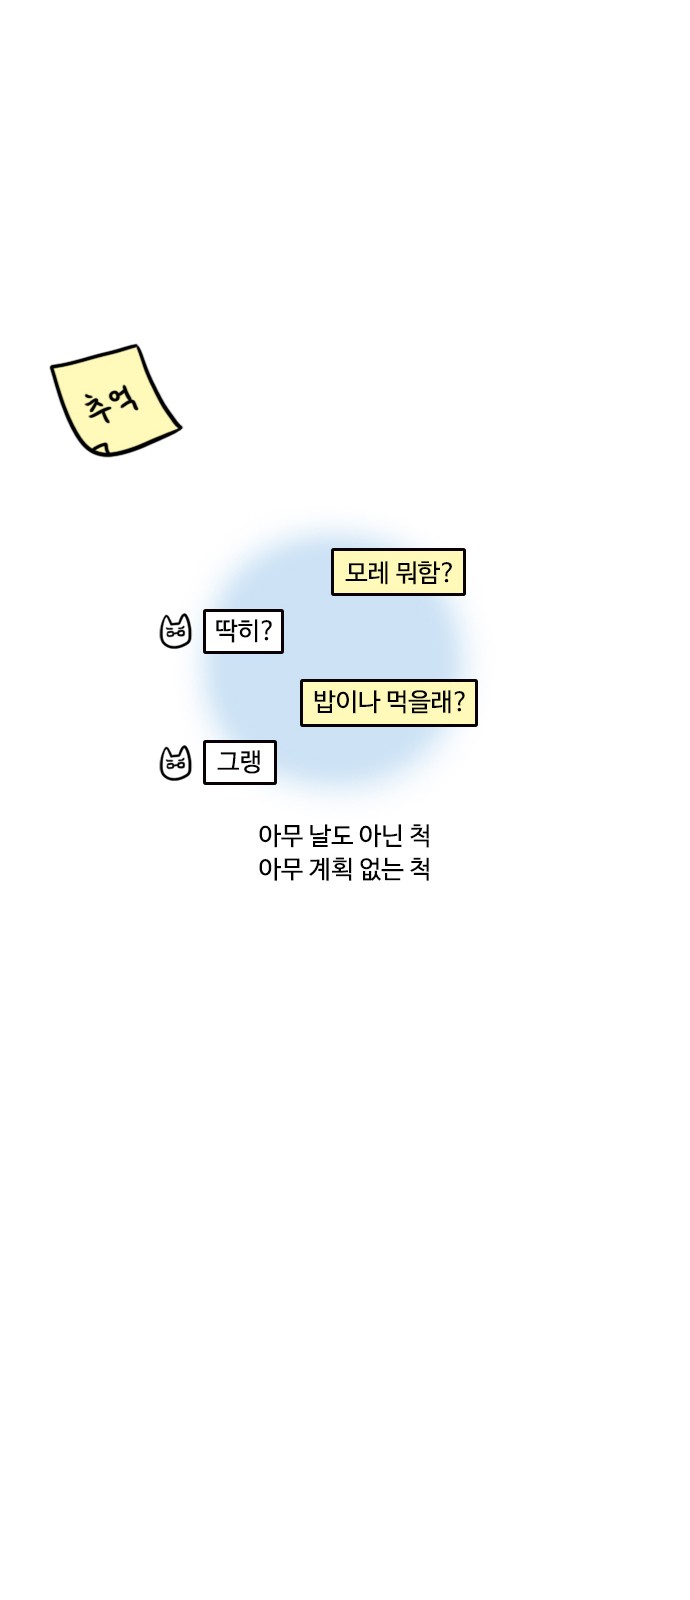 추억
모레 뭐함?
딱히?
밥이나 먹을래?
그랭
아무 날도 아닌 척
아무 계획 없는 척